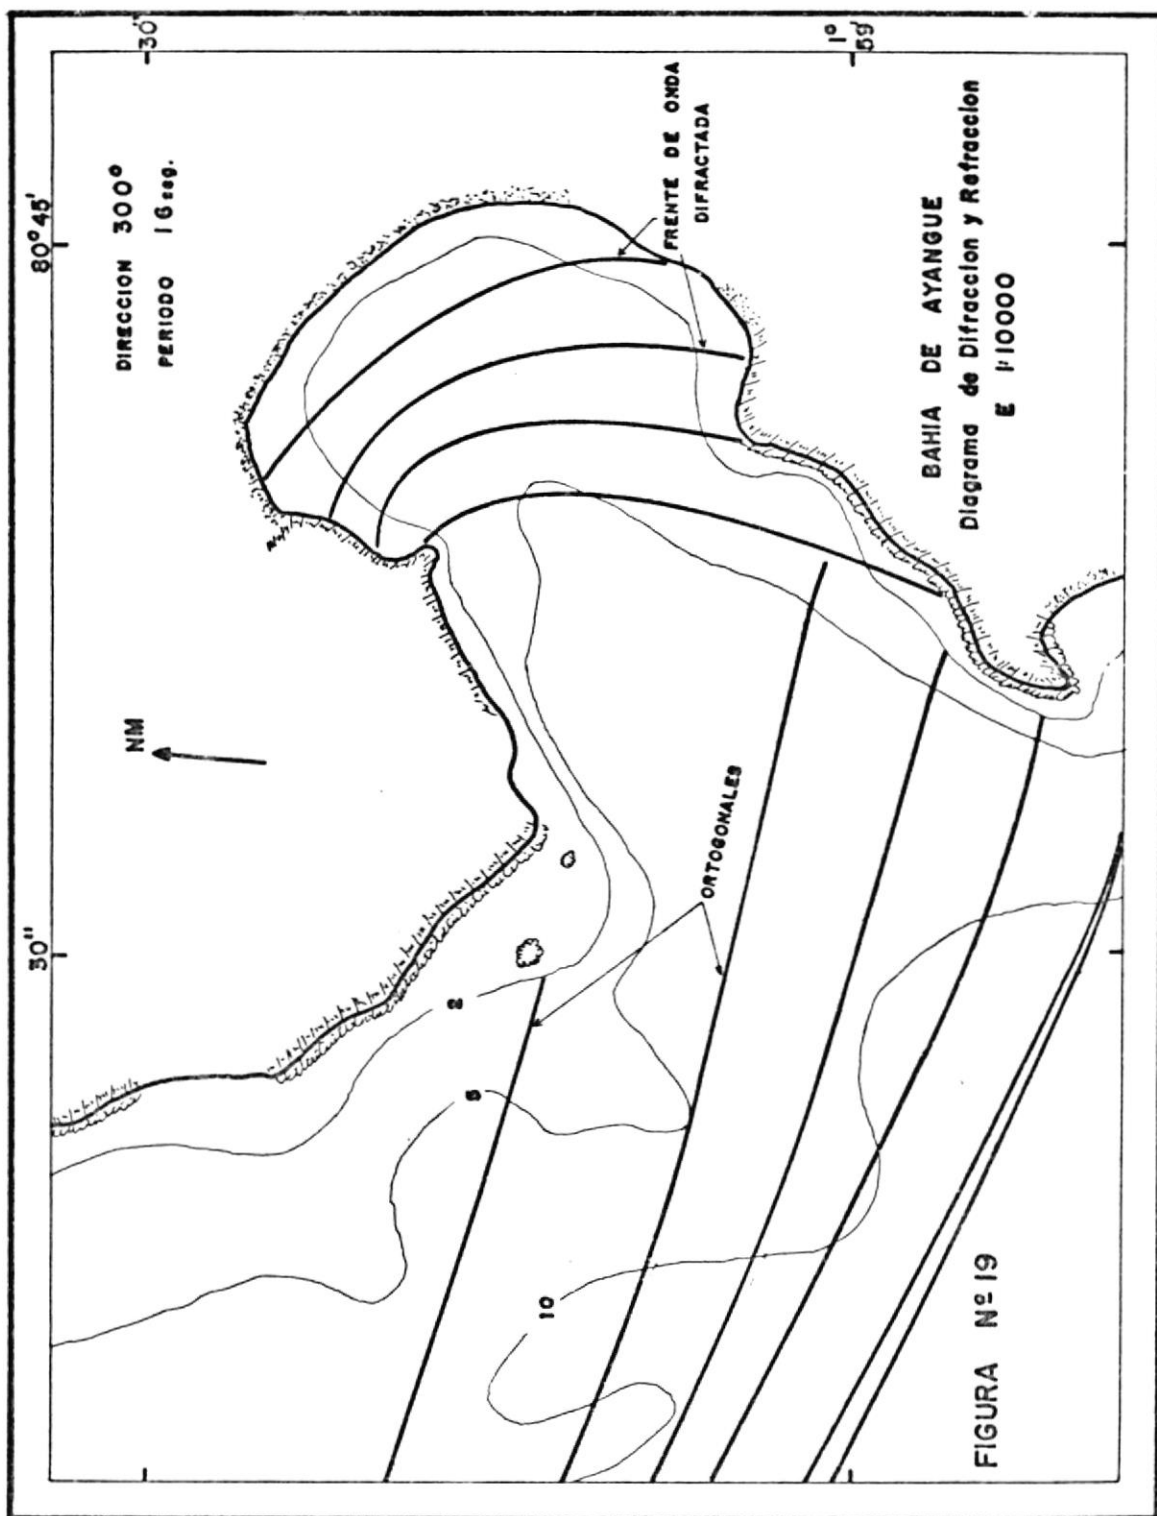 80° 45'
30"
30'
1°
59'
DIRECCION 300°
PERIODO 16 seg.
NM
FRENTE DE ONDA
DIFRACTADA
ORTOGONALES
2
5
10
BAHIA DE AYANGUE
Diagrama de Difraccion y Refraccion
E 1:10000
FIGURA Nº 19